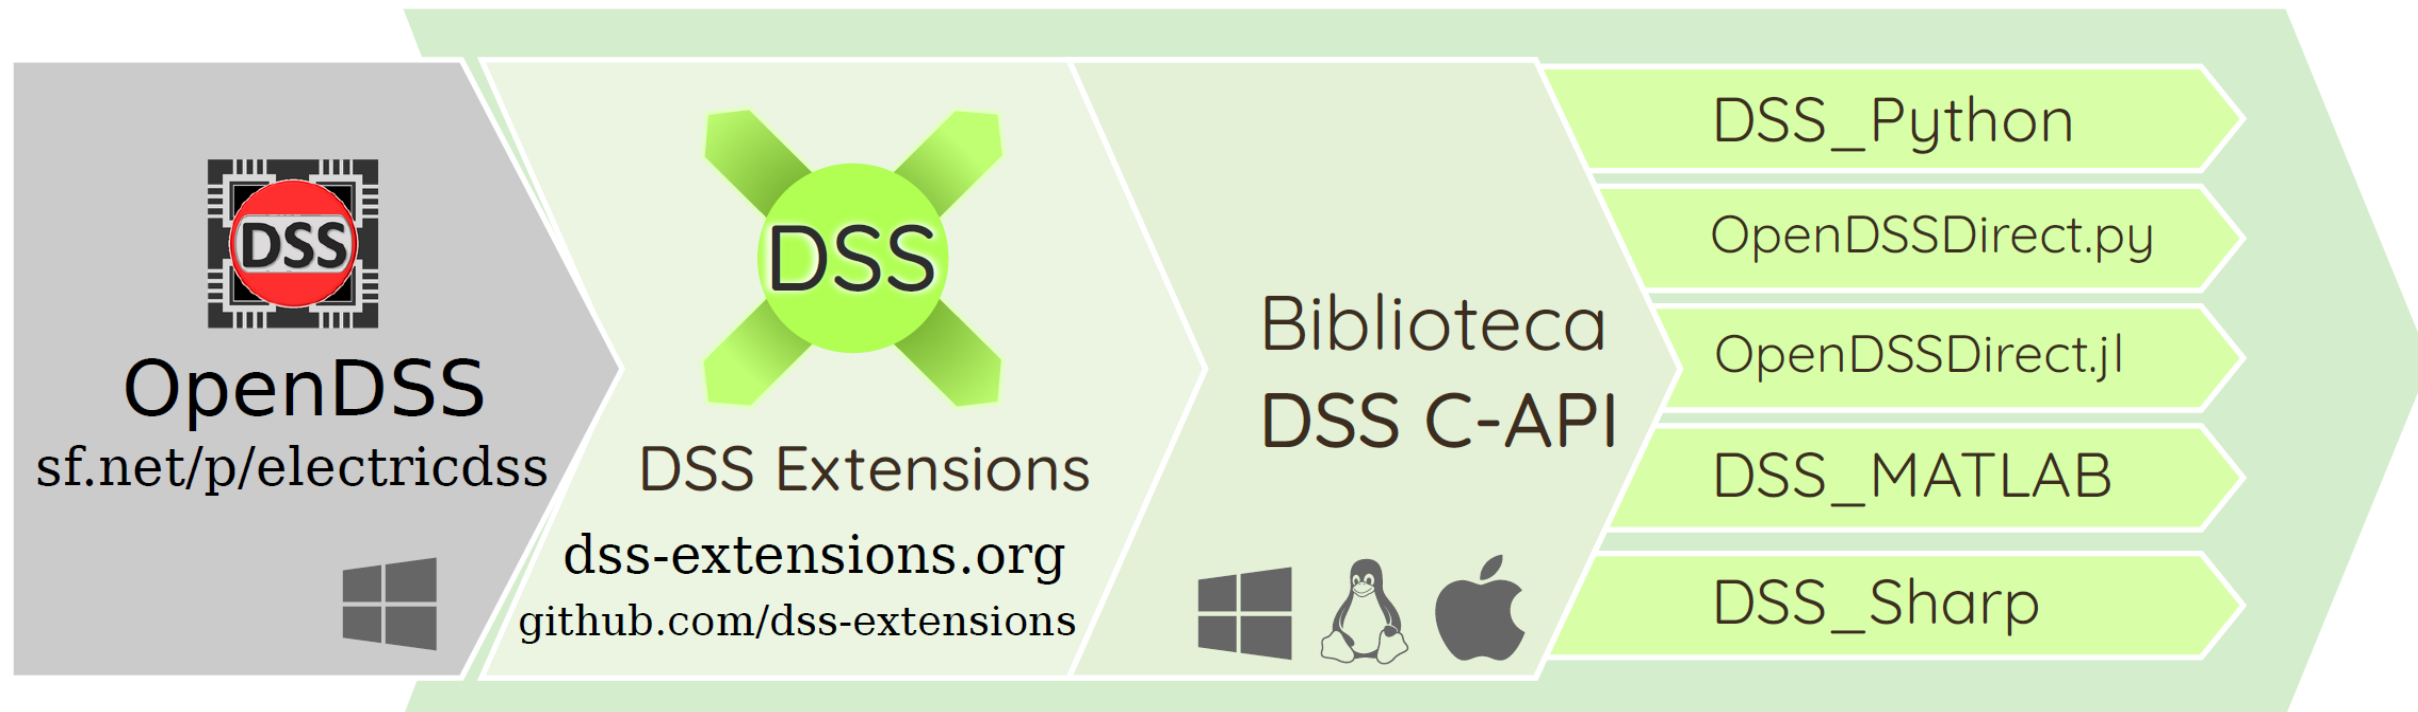 DSS
OpenDSS
sf.net/p/electricdss
DSS
DSS Extensions
dss-extensions.org
github.com/dss-extensions
Biblioteca
DSS C-API
DSS_Python
OpenDSSDirect.py
OpenDSSDirect.jl
DSS_MATLAB
DSS_Sharp